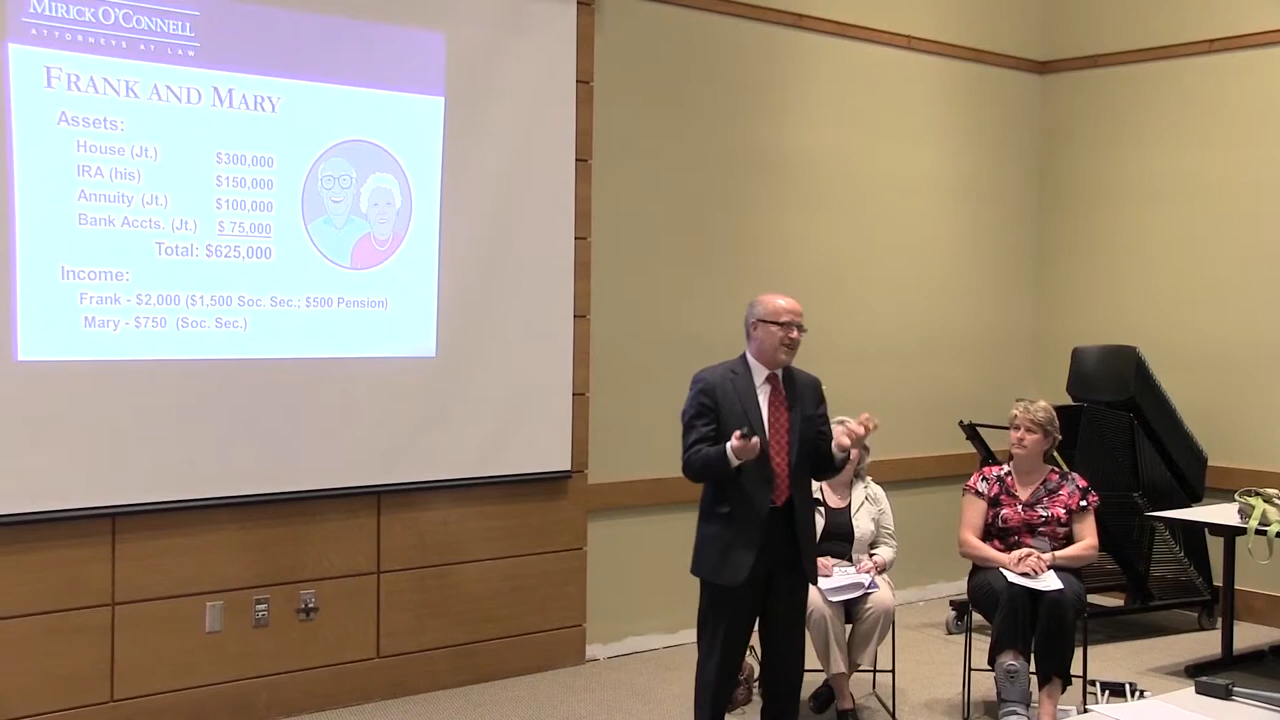 MIRICK O'CONNELL
ATTORNEYS AT LAW
FRANK AND MARY
Assets:
House (Jt.) $300,000
IRA (his) $150,000
Annuity (Jt.) $100,000
Bank Accts. (Jt.) $ 75,000
Total: $625,000
Income:
Frank - $2,000 ($1,500 Soc. Sec.; $500 Pension)
Mary - $750 (Soc. Sec.)